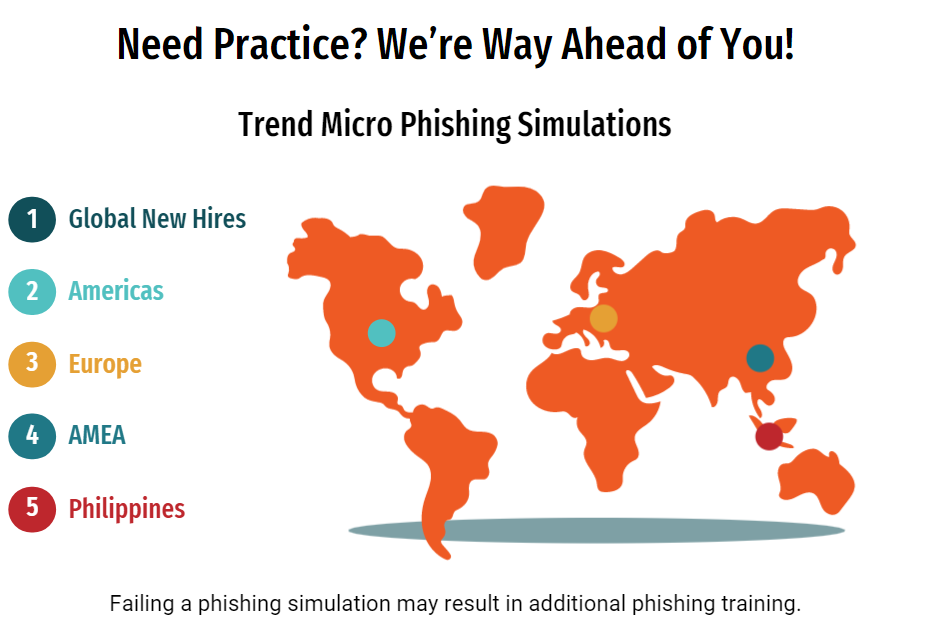 Need Practice? We’re Way Ahead of You!
Trend Micro Phishing Simulations
1 Global New Hires
2 Americas
3 Europe
4 AMEA
5 Philippines
Failing a phishing simulation may result in additional phishing training.